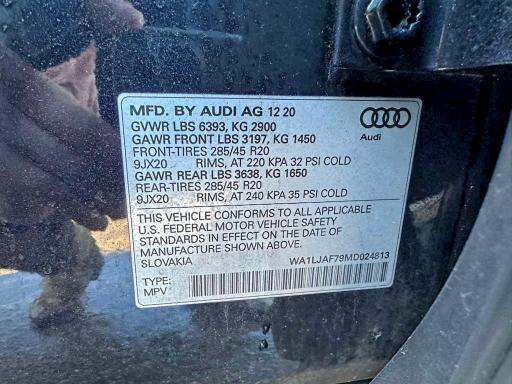 MFD. BY AUDI AG 12 20
GVWR LBS 6393, KG 2900
GAWR FRONT LBS 3197, KG 1450
FRONT-TIRES 285/45 R20
9JX20 RIMS, AT 220 KPA 32 PSI COLD
GAWR REAR LBS 3638, KG 1650
REAR-TIRES 285/45 R20
9JX20 RIMS, AT 240 KPA 35 PSI COLD
Audi
THIS VEHICLE CONFORMS TO ALL APPLICABLE
U.S. FEDERAL MOTOR VEHICLE SAFETY
STANDARDS IN EFFECT ON THE DATE OF
MANUFACTURE SHOWN ABOVE.
SLOVAKIA
WA1LJAF79MD024813
TYPE:
MPV